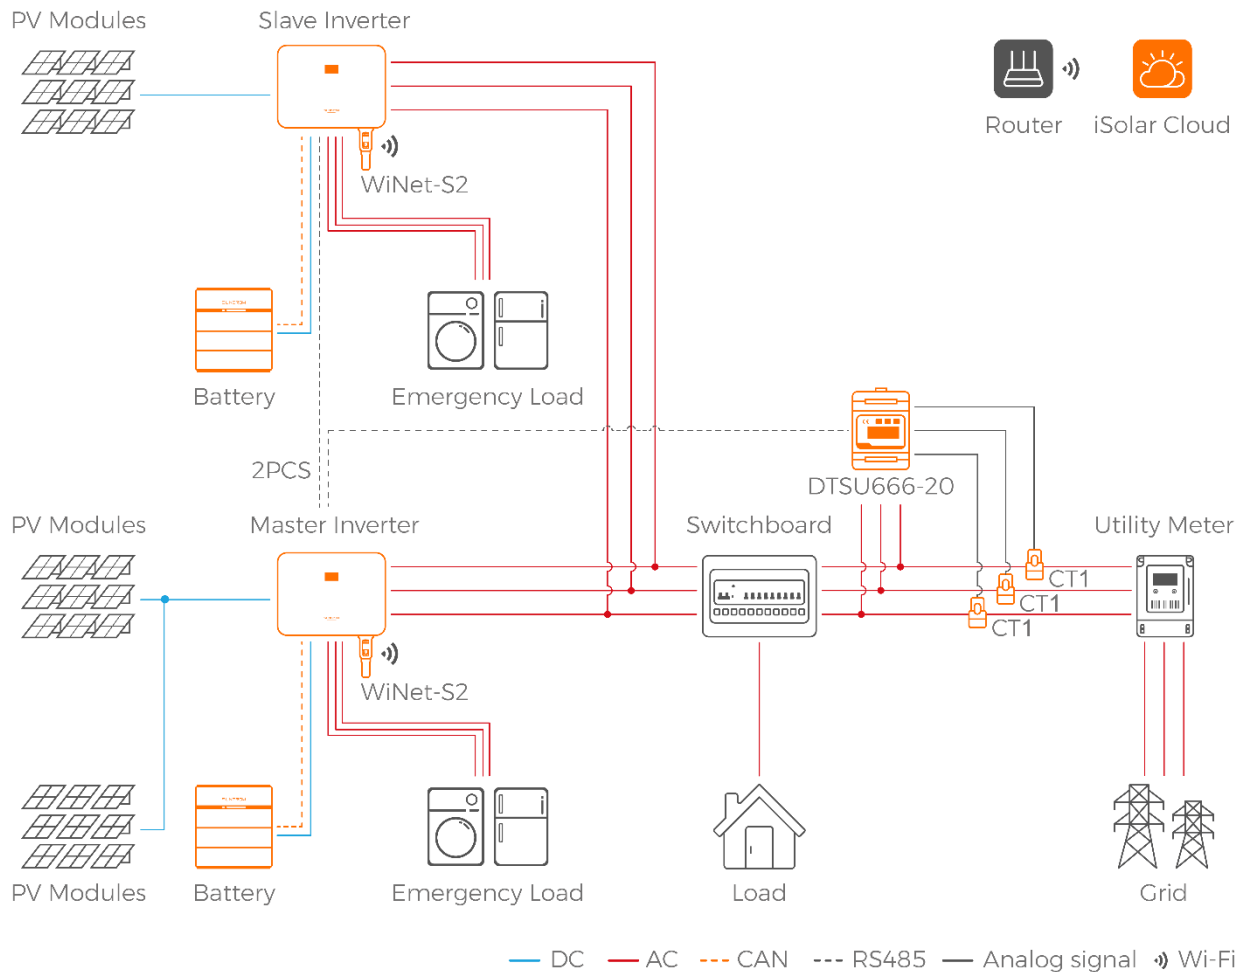 PV Modules
Slave Inverter
Router
iSolar Cloud
WiNet-S2
Battery
Emergency Load
2PCS
DTSU666-20
PV Modules
Master Inverter
Switchboard
Utility Meter
CT1
CT1
CT1
WiNet-S2
PV Modules
Battery
Emergency Load
Load
Grid
DC
AC
CAN
RS485
Analog signal
Wi-Fi